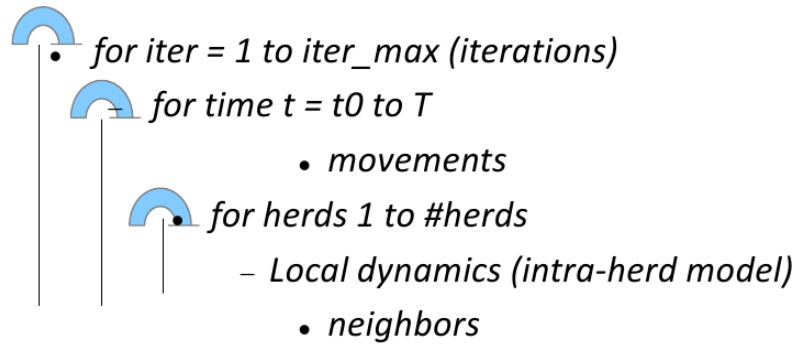 • for iter = 1 to iter_max (iterations)
– for time t = t0 to T
• movements
• for herds 1 to #herds
– Local dynamics (intra-herd model)
• neighbors